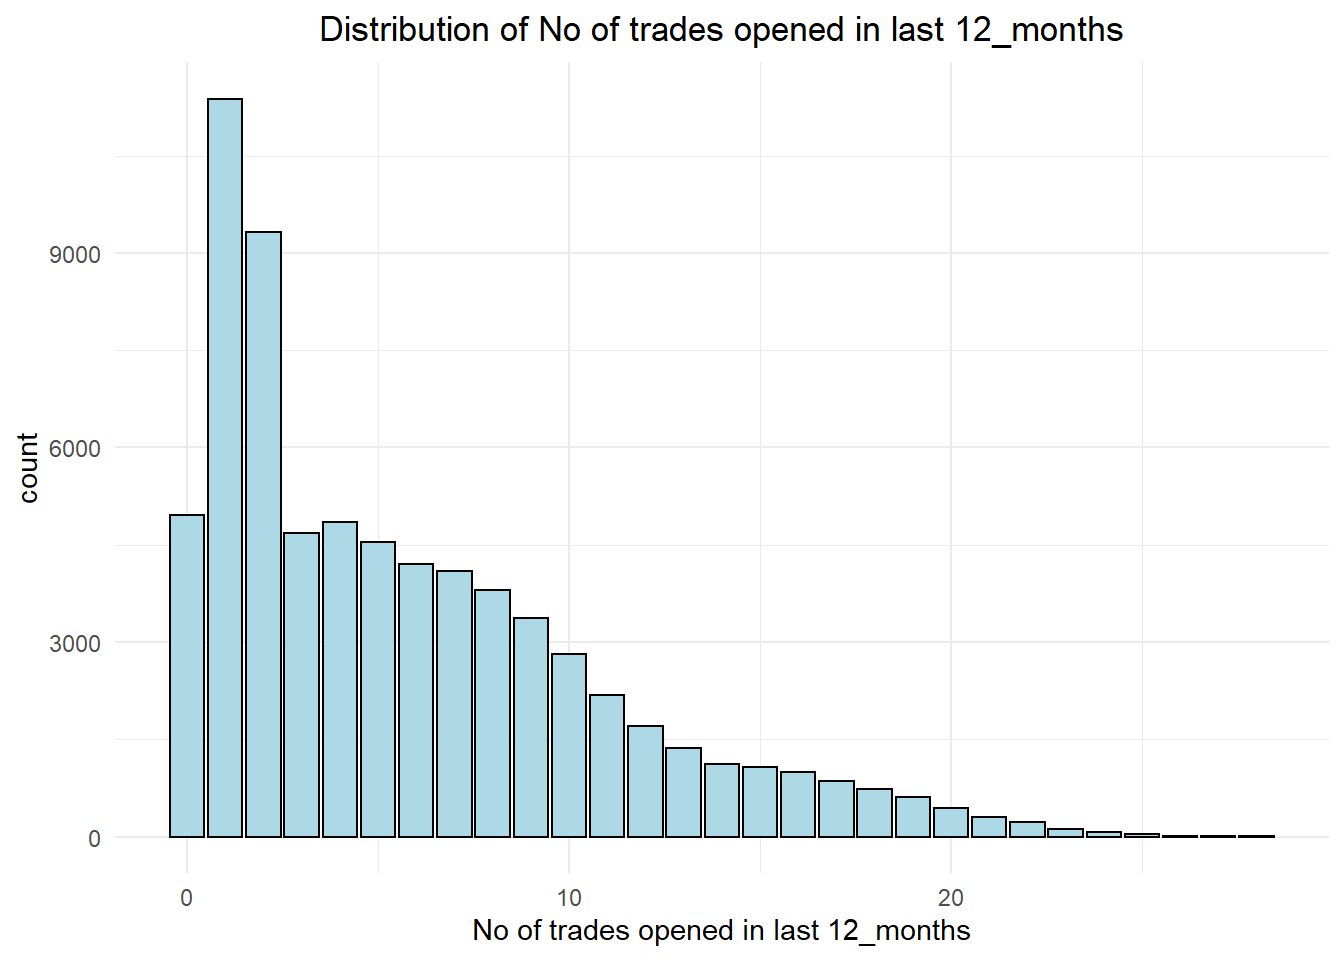 Distribution of No of trades opened in last 12_months
count
9000
6000
3000
0
0 10 20
No of trades opened in last 12_months